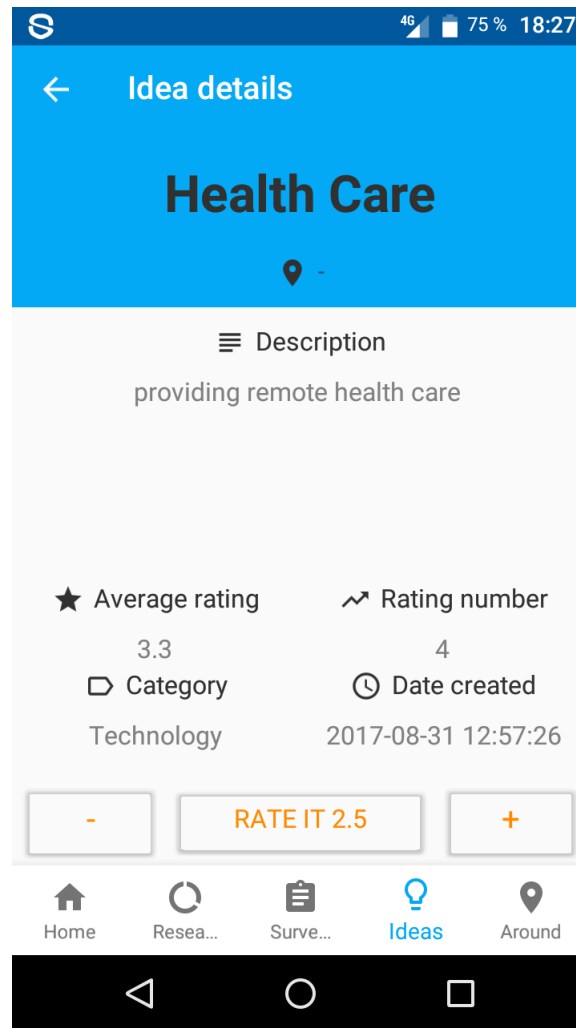 4G 75 % 18:27
Idea details
Health Care
-
Description
providing remote health care
Average rating Rating number
3.3 4
Category Date created
Technology 2017-08-31 12:57:26
- RATE IT 2.5 +
Home Resea... Surve... Ideas Around